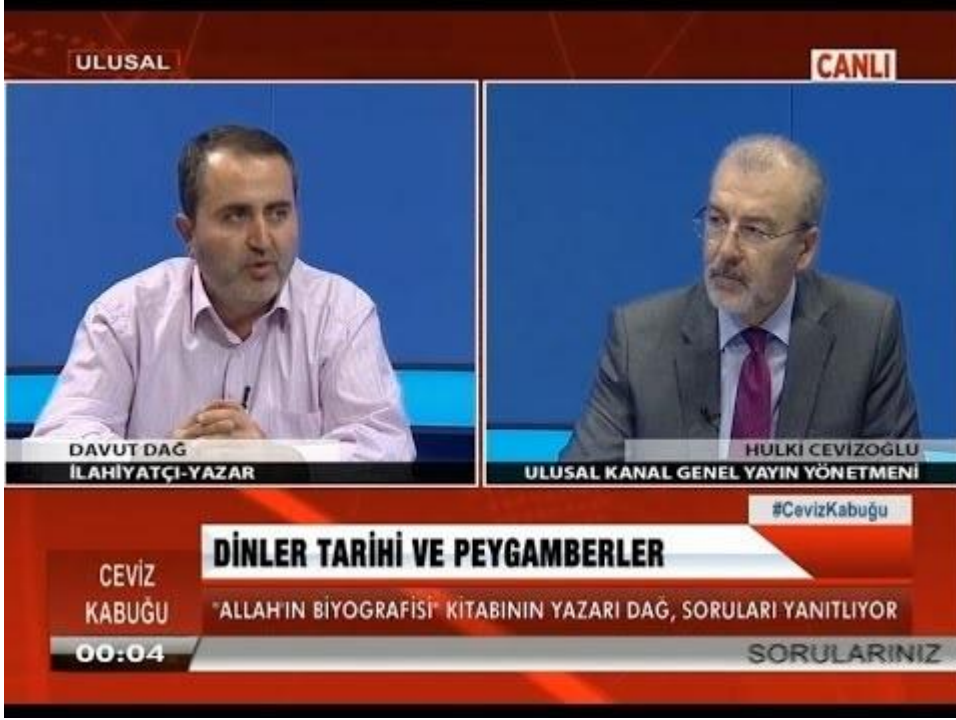 ULUSAL
CANLI
DAVUT DAĞ
İLAHİYATÇI-YAZAR
HULKİ CEVİZOĞLU
ULUSAL KANAL GENEL YAYIN YÖNETMENİ
#CevizKabuğu
DİNLER TARİHİ VE PEYGAMBERLER
CEVİZ
KABUĞU
"ALLAH'IN BİYOGRAFİSİ" KİTABININ YAZARI DAĞ, SORULARI YANITLIYOR
00:04
SORULARINIZ